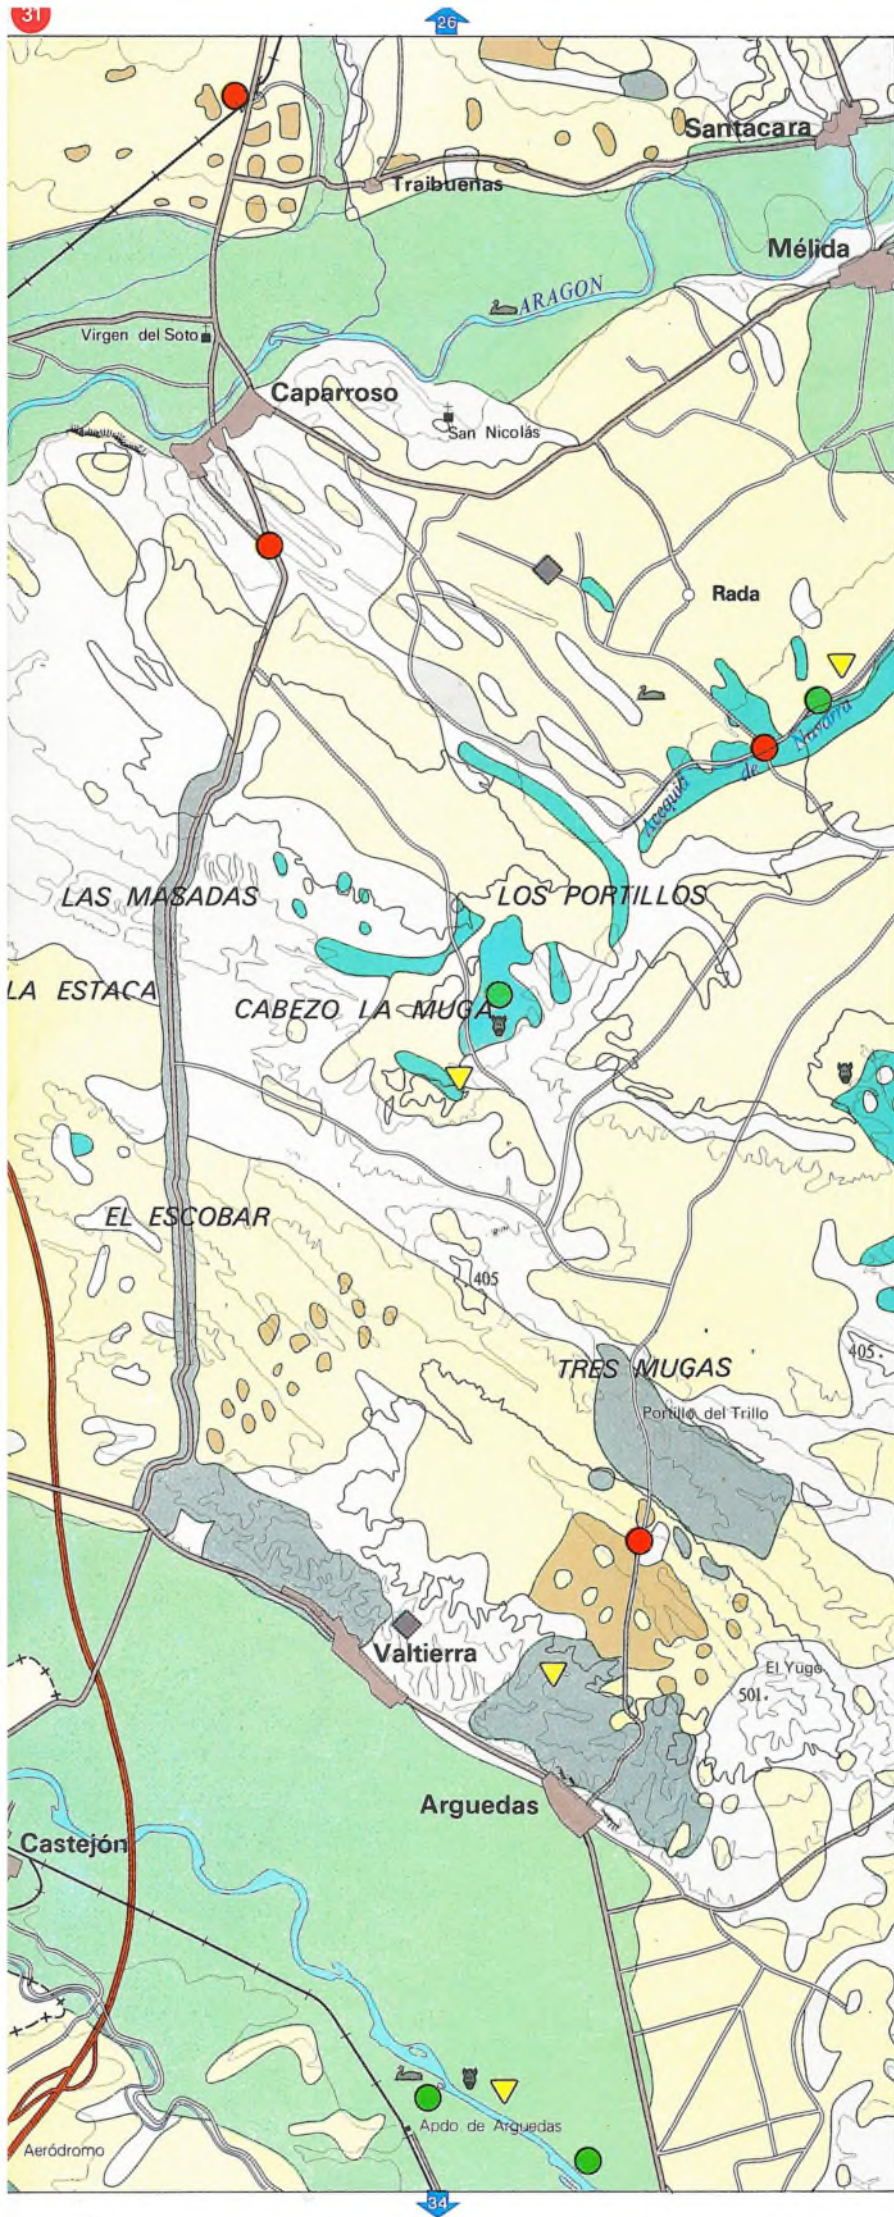 31
26
Santacara
Traibuenas
Mélida
ARAGON
Virgen del Soto
Caparroso
San Nicolás
Rada
Acequia de Navarra
LAS MASADAS
LOS PORTILLOS
LA ESTACA
CABEZO LA MUGA
EL ESCOBAR
405
TRES MUGAS
405.
Portillo del Trillo
Valtierra
El Yugo
501.
Arguedas
Castejón
Apdo. de Arguedas
Aeródromo
34